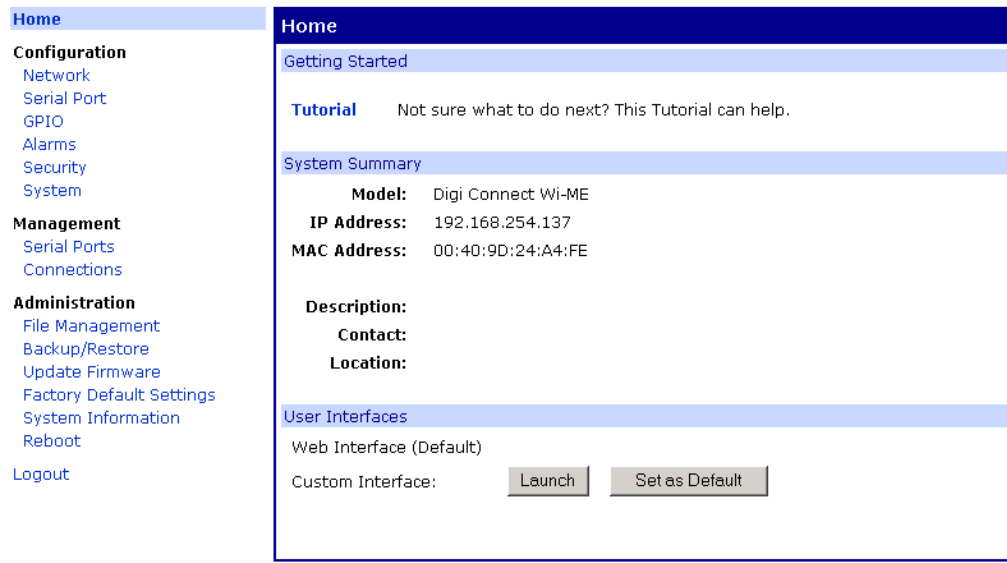 Home
Configuration
Network
Serial Port
GPIO
Alarms
Security
System
Management
Serial Ports
Connections
Administration
File Management
Backup/Restore
Update Firmware
Factory Default Settings
System Information
Reboot
Logout
Home
Getting Started
Tutorial Not sure what to do next? This Tutorial can help.
System Summary
Model: Digi Connect Wi-ME
IP Address: 192.168.254.137
MAC Address: 00:40:9D:24:A4:FE
Description:
Contact:
Location:
User Interfaces
Web Interface (Default)
Custom Interface: Launch Set as Default